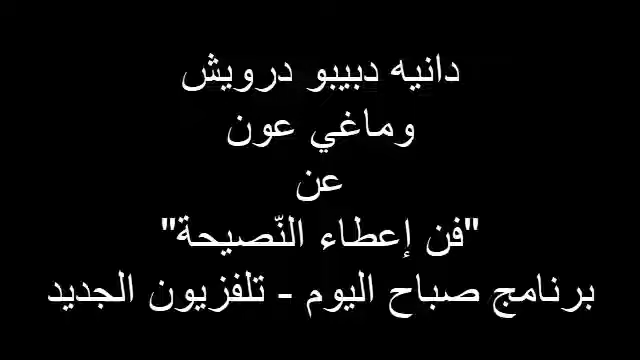 دانيه دبيبو درويش
وماغي عون
عن
"فن إعطاء النّصيحة"
برنامج صباح اليوم - تلفزيون الجديد